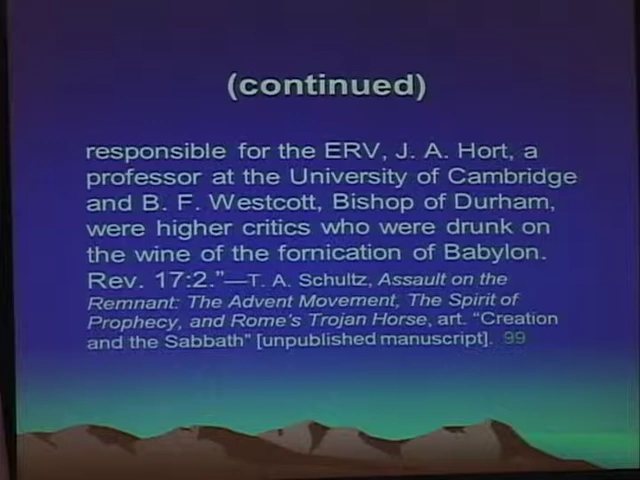 (continued)
responsible for the ERV, J. A. Hort, a
professor at the University of Cambridge
and B. F. Westcott, Bishop of Durham,
were higher critics who were drunk on
the wine of the fornication of Babylon.
Rev. 17:2."—T. A. Schultz, Assault on the
Remnant: The Advent Movement, The Spirit of
Prophecy, and Rome's Trojan Horse, art. "Creation
and the Sabbath" [unpublished manuscript]. 99